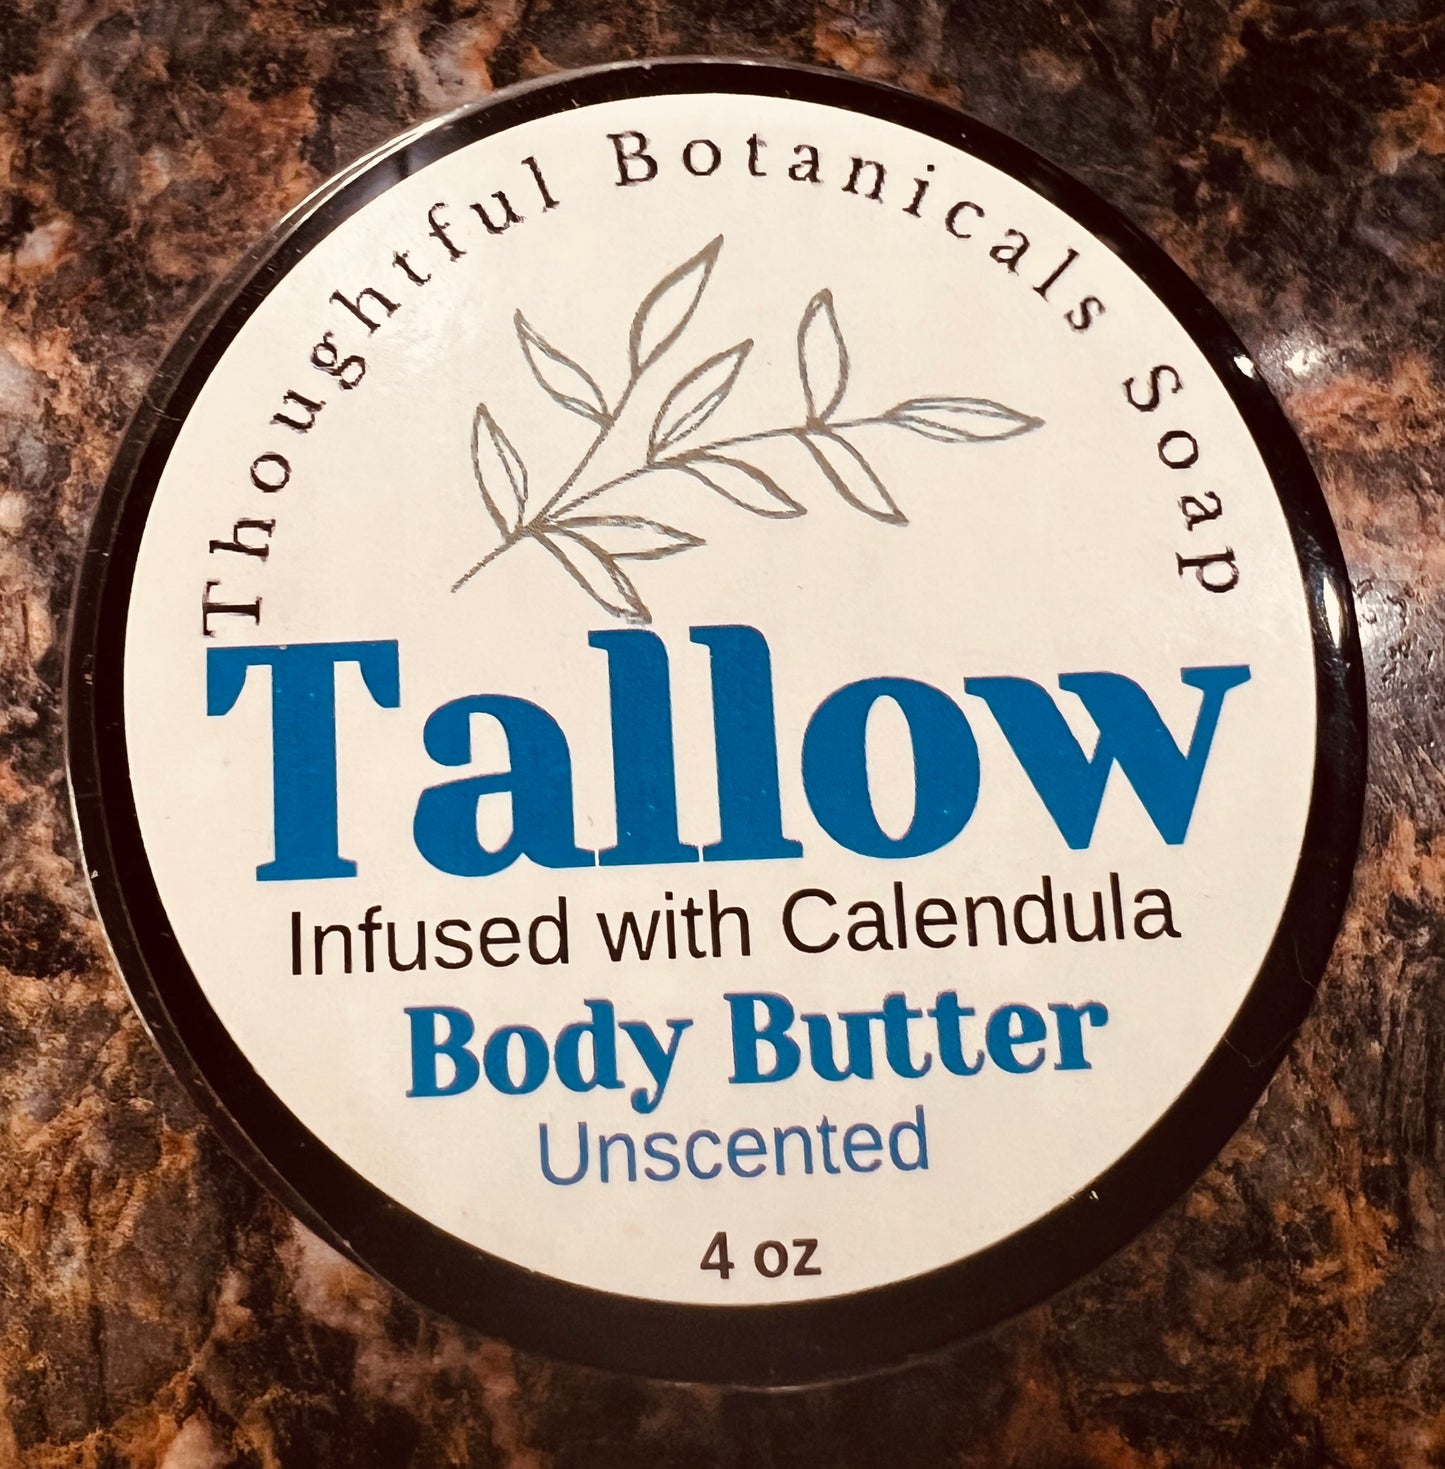 Thoughtful Botanicals Soap
Tallow
Infused with Calendula
Body Butter
Unscented
4 oz